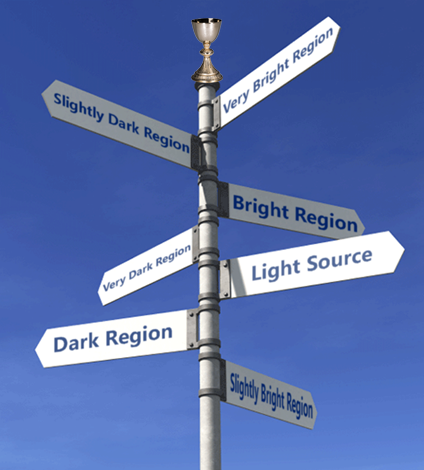 Very Bright Region
Slightly Dark Region
Bright Region
Very Dark Region
Light Source
Dark Region
Slightly Bright Region